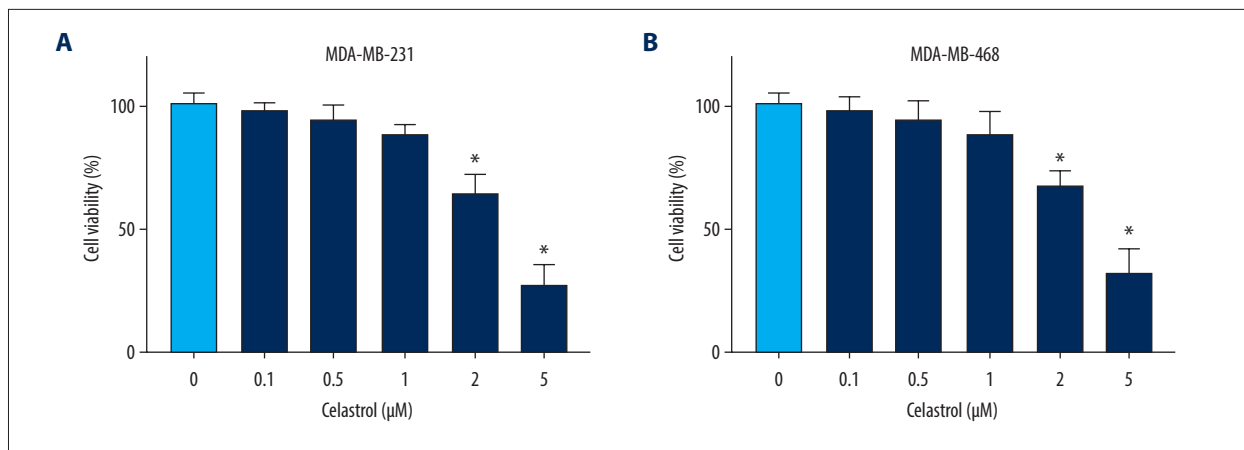 A
MDA-MB-231
Cell viability (%)
100
50
0
*
*
0 0.1 0.5 1 2 5
Celastrol (μM)
B
MDA-MB-468
Cell viability (%)
100
50
0
*
*
0 0.1 0.5 1 2 5
Celastrol (μM)